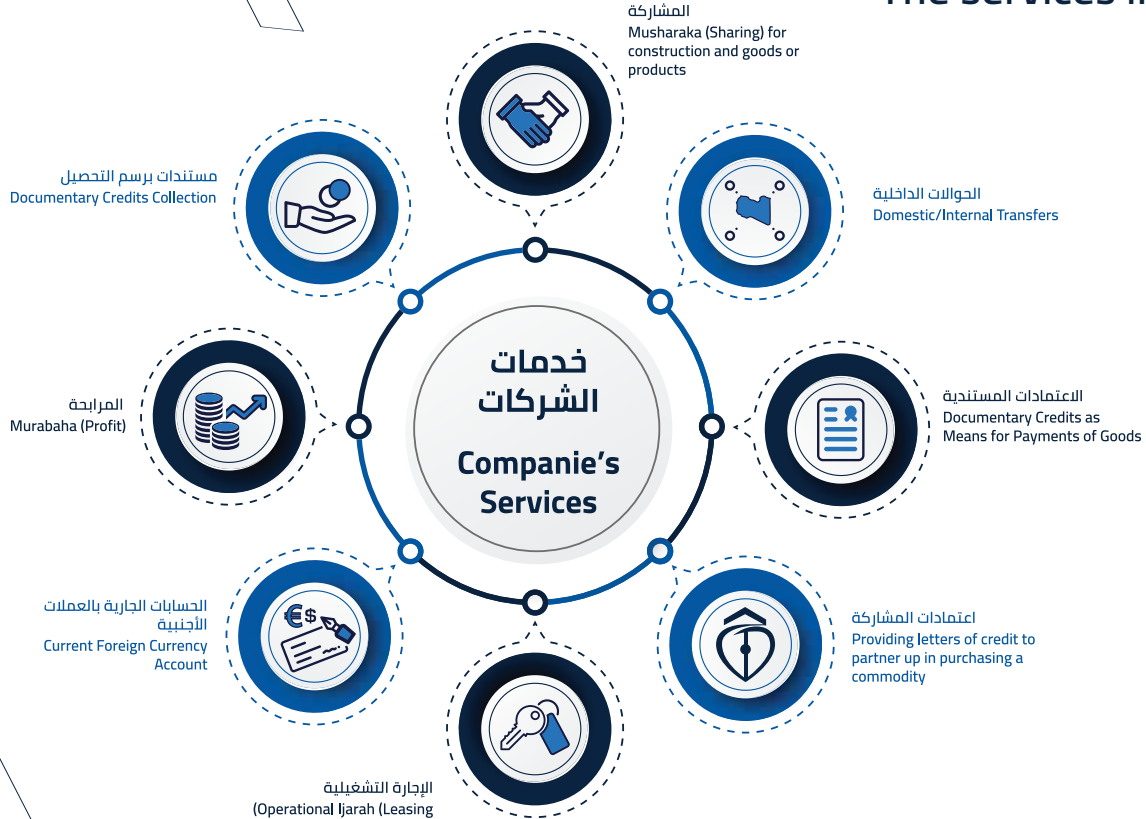 The Services
المشاركة
Musharaka (Sharing) for
construction and goods or
products
مستندات برسم التحصيل
Documentary Credits Collection
الحوالات الداخلية
Domestic/Internal Transfers
المرابحة
Murabaha (Profit)
خدمات
الشركات
Companie's
Services
الاعتمادات المستندية
Documentary Credits as
Means for Payments of Goods
الحسابات الجارية بالعملات
الأجنبية
Current Foreign Currency
Account
€$
اعتمادات المشاركة
Providing letters of credit to
partner up in purchasing a
commodity
الإجارة التشغيلية
(Operational Ijarah (Leasing